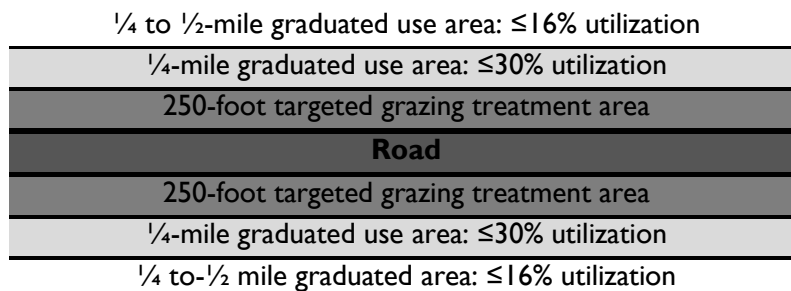 ¼ to ½-mile graduated use area: ≤16% utilization
¼-mile graduated use area: ≤30% utilization
250-foot targeted grazing treatment area
Road
250-foot targeted grazing treatment area
¼-mile graduated use area: ≤30% utilization
¼ to-½ mile graduated area: ≤16% utilization